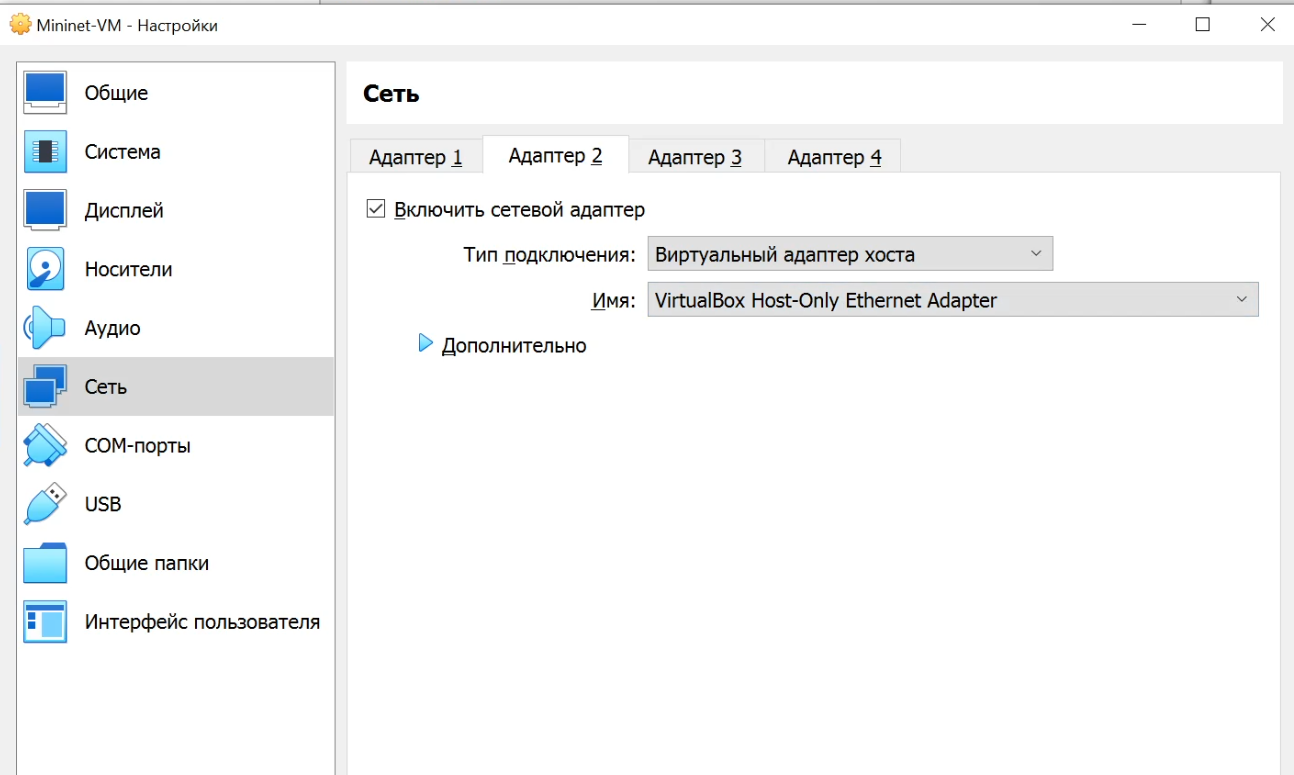 Mininet-VM - Настройки
Общие
Система
Дисплей
Носители
Аудио
Сеть
COM-порты
USB
Общие папки
Интерфейс пользователя
Сеть
Адаптер 1 Адаптер 2 Адаптер 3 Адаптер 4
Включить сетевой адаптер
Тип подключения: Виртуальный адаптер хоста
Имя: VirtualBox Host-Only Ethernet Adapter
Дополнительно